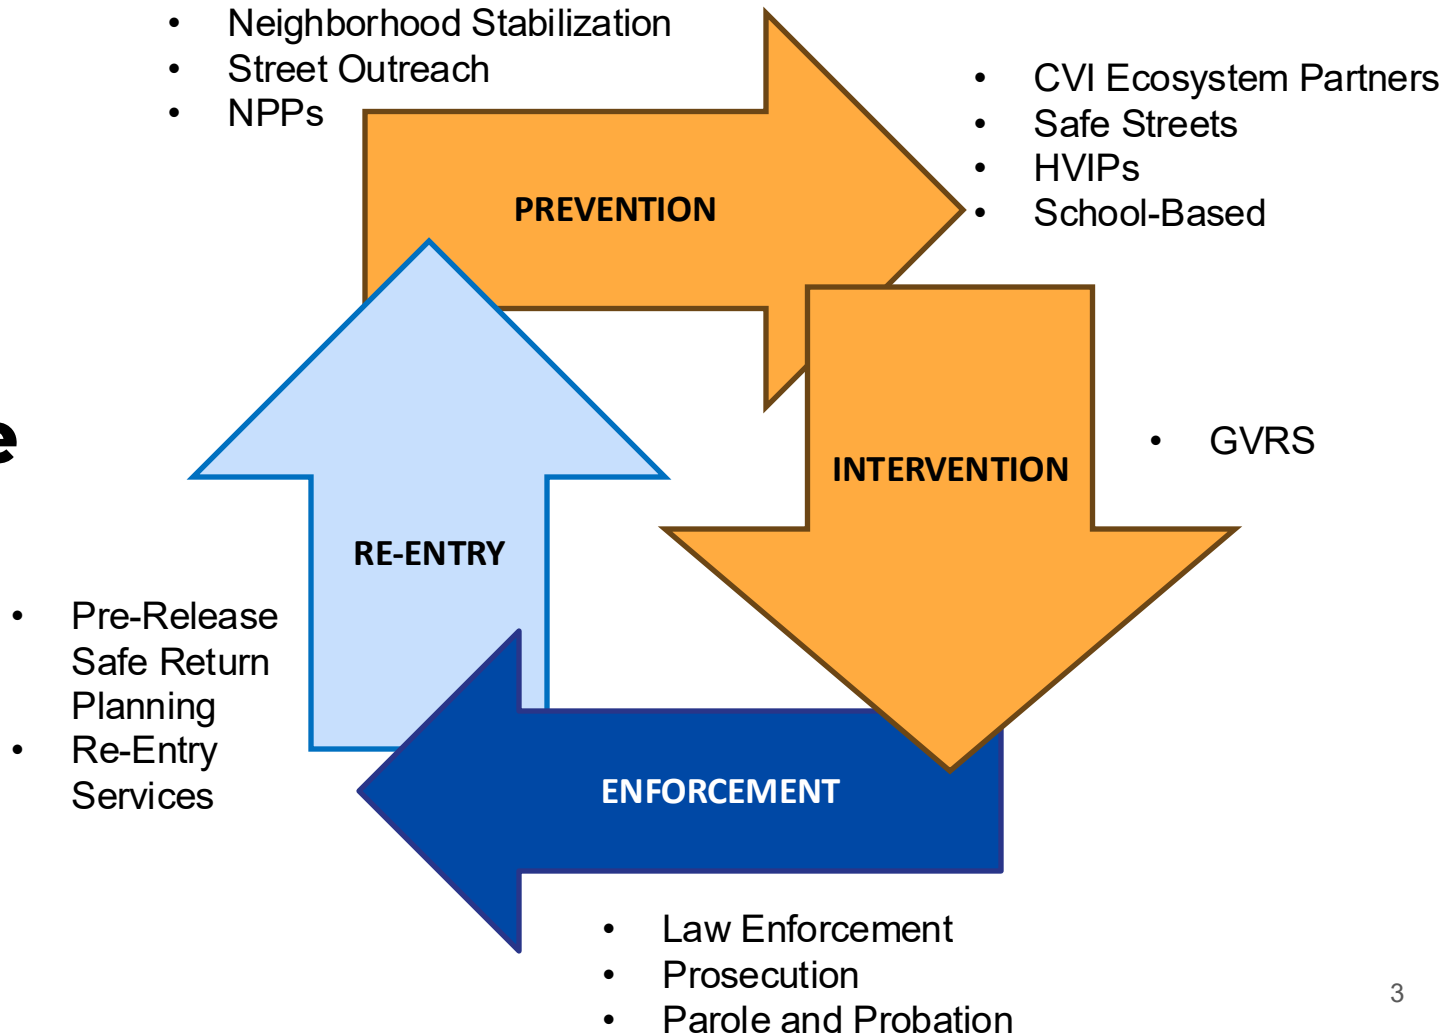 • Neighborhood Stabilization
• Street Outreach
• NPPs
• CVI Ecosystem Partners
• Safe Streets
• HVIPs
• School-Based
PREVENTION
e
INTERVENTION
• GVRS
RE-ENTRY
• Pre-Release
Safe Return
Planning
• Re-Entry
Services
ENFORCEMENT
• Law Enforcement
• Prosecution
• Parole and Probation
3